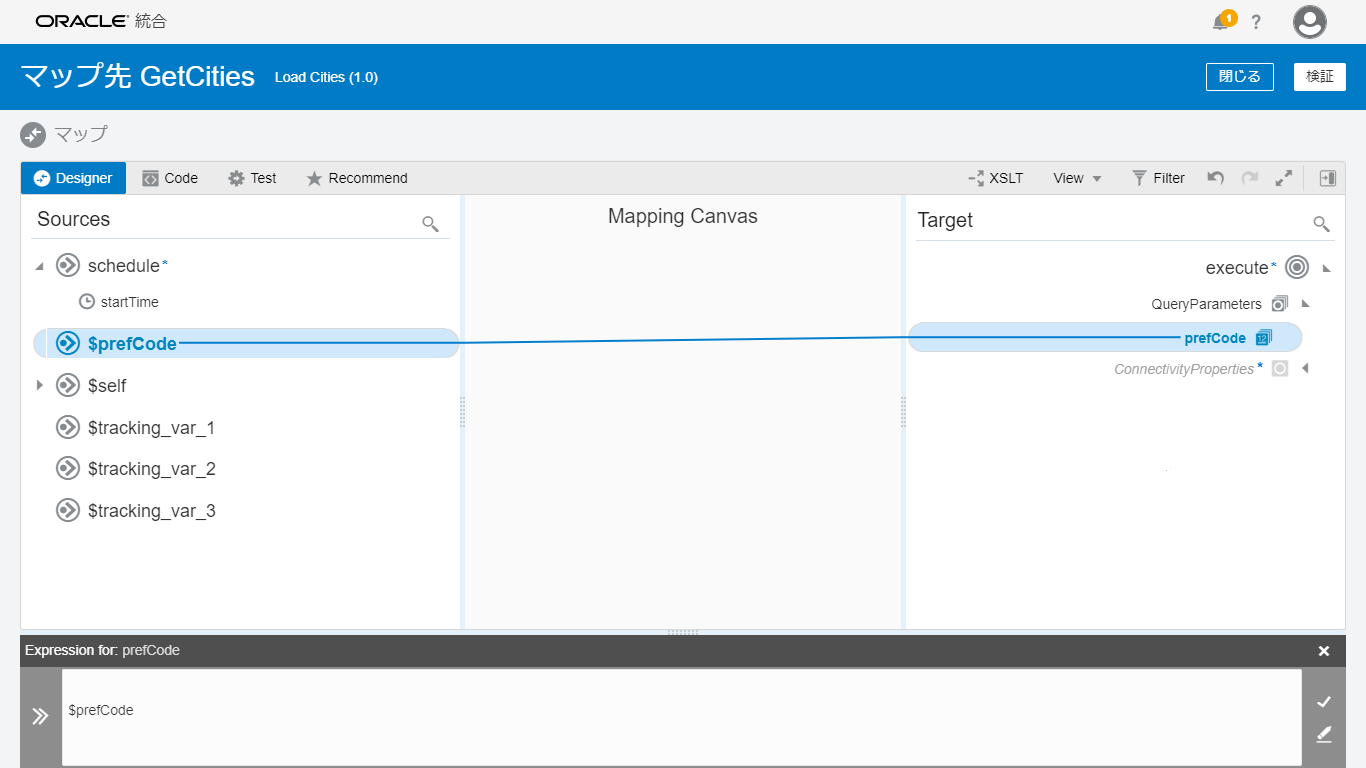 ORACLE 統合
1 ?
マップ先 GetCities Load Cities (1.0) 閉じる 検証
マップ
Designer Code Test Recommend XSLT View Filter
Sources
Mapping Canvas
Target
schedule*
startTime
$prefCode
$self
$tracking_var_1
$tracking_var_2
$tracking_var_3
execute*
QueryParameters
prefCode 12
ConnectivityProperties *
Expression for: prefCode
$prefCode